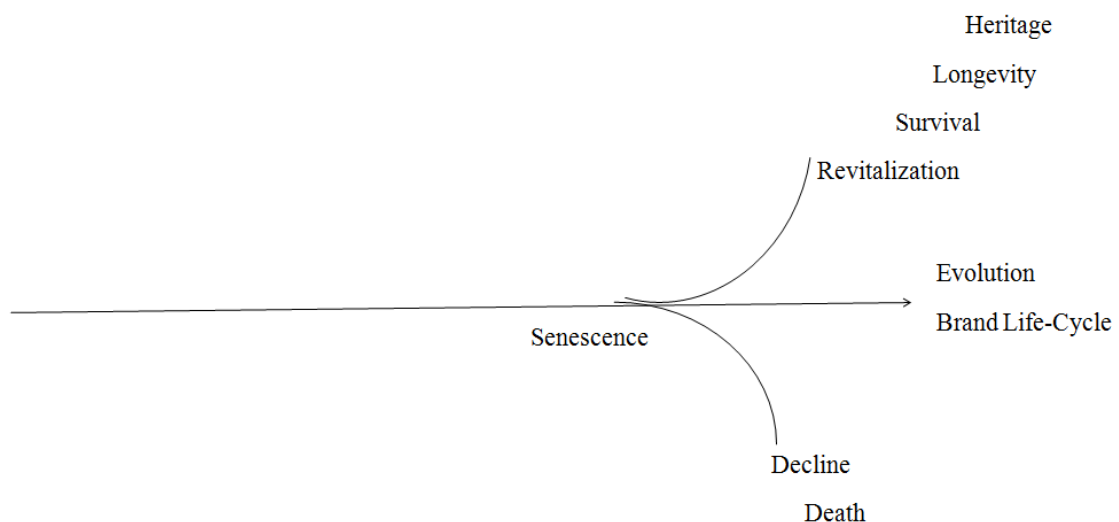 Heritage
Longevity
Survival
Revitalization
Evolution
Senescence
Brand Life-Cycle
Decline
Death